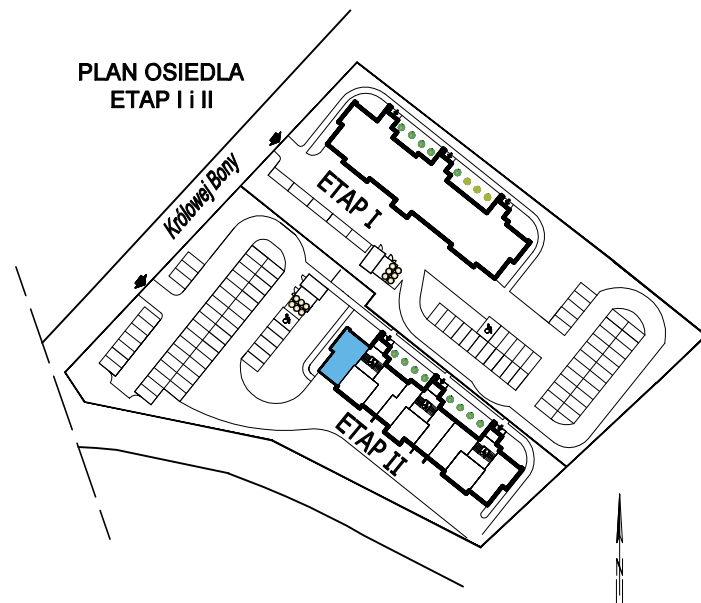 PLAN OSIEDLA
ETAP I i II
Królowej Bony
ETAP I
ETAP II
N